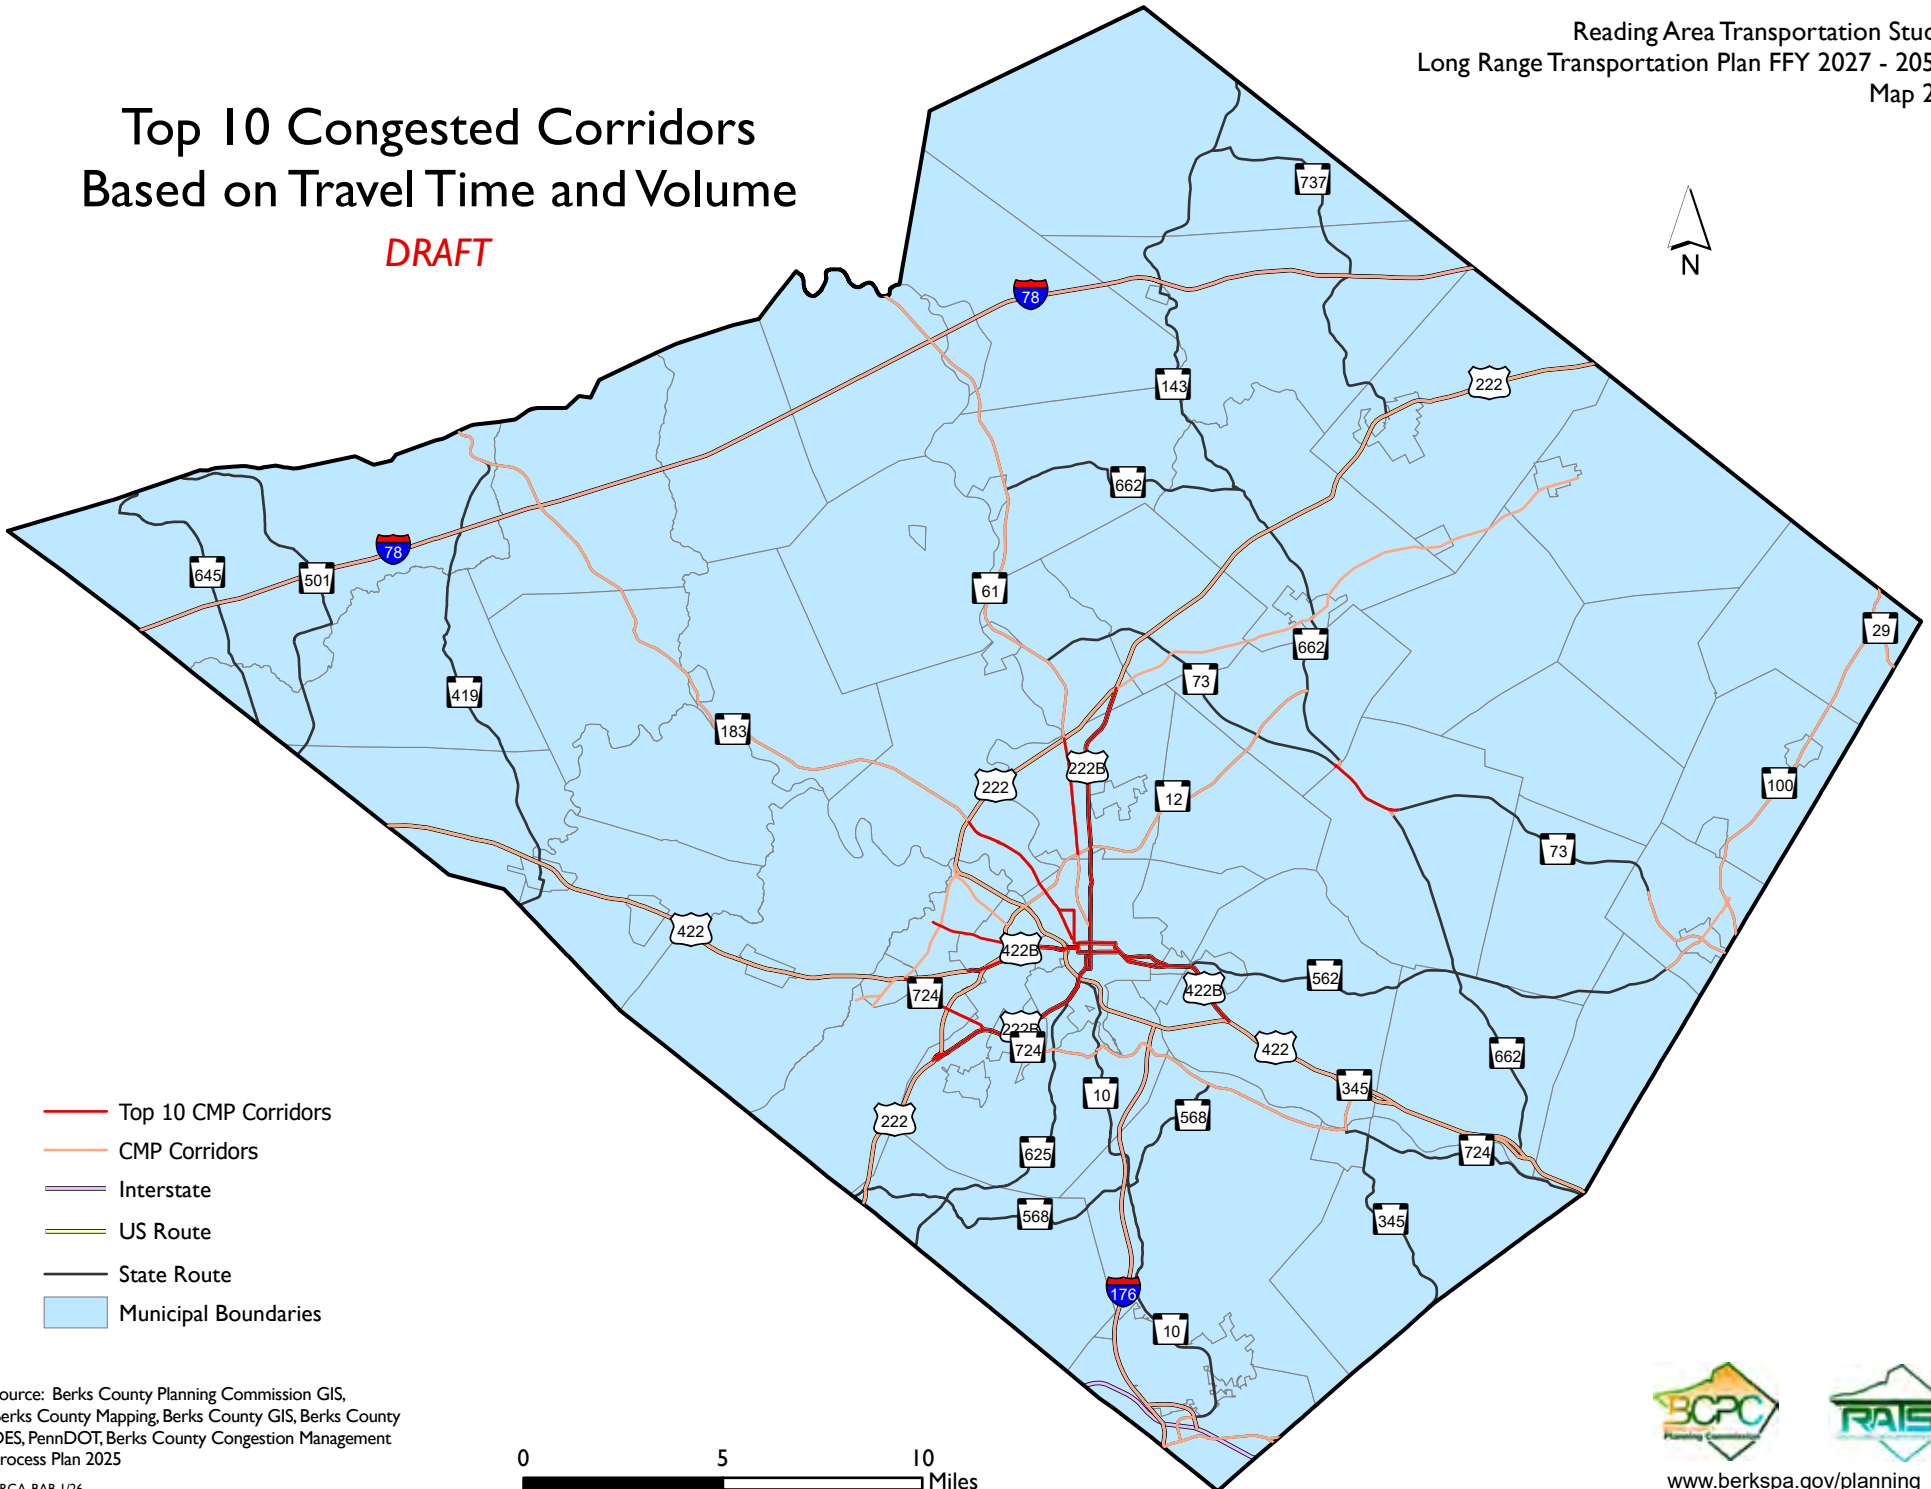 Reading Area Transportation Stud
Long Range Transportation Plan FFY 2027 - 205
Map 2
Top 10 Congested Corridors
Based on Travel Time and Volume
DRAFT
N
737
78
143
222
662
78
645
501
61
29
662
419
73
183
222B
222
12
100
73
422
422B
562
724
422B
222B
724
422
662
345
10
568
222
625
724
568
345
176
10
Top 10 CMP Corridors
CMP Corridors
Interstate
US Route
State Route
Municipal Boundaries
ource: Berks County Planning Commission GIS,
erks County Mapping, Berks County GIS, Berks County
DES, PennDOT, Berks County Congestion Management
rocess Plan 2025
0 5 10
Miles
BCPC
Planning Commission
RATS
www.berkspa.gov/planning